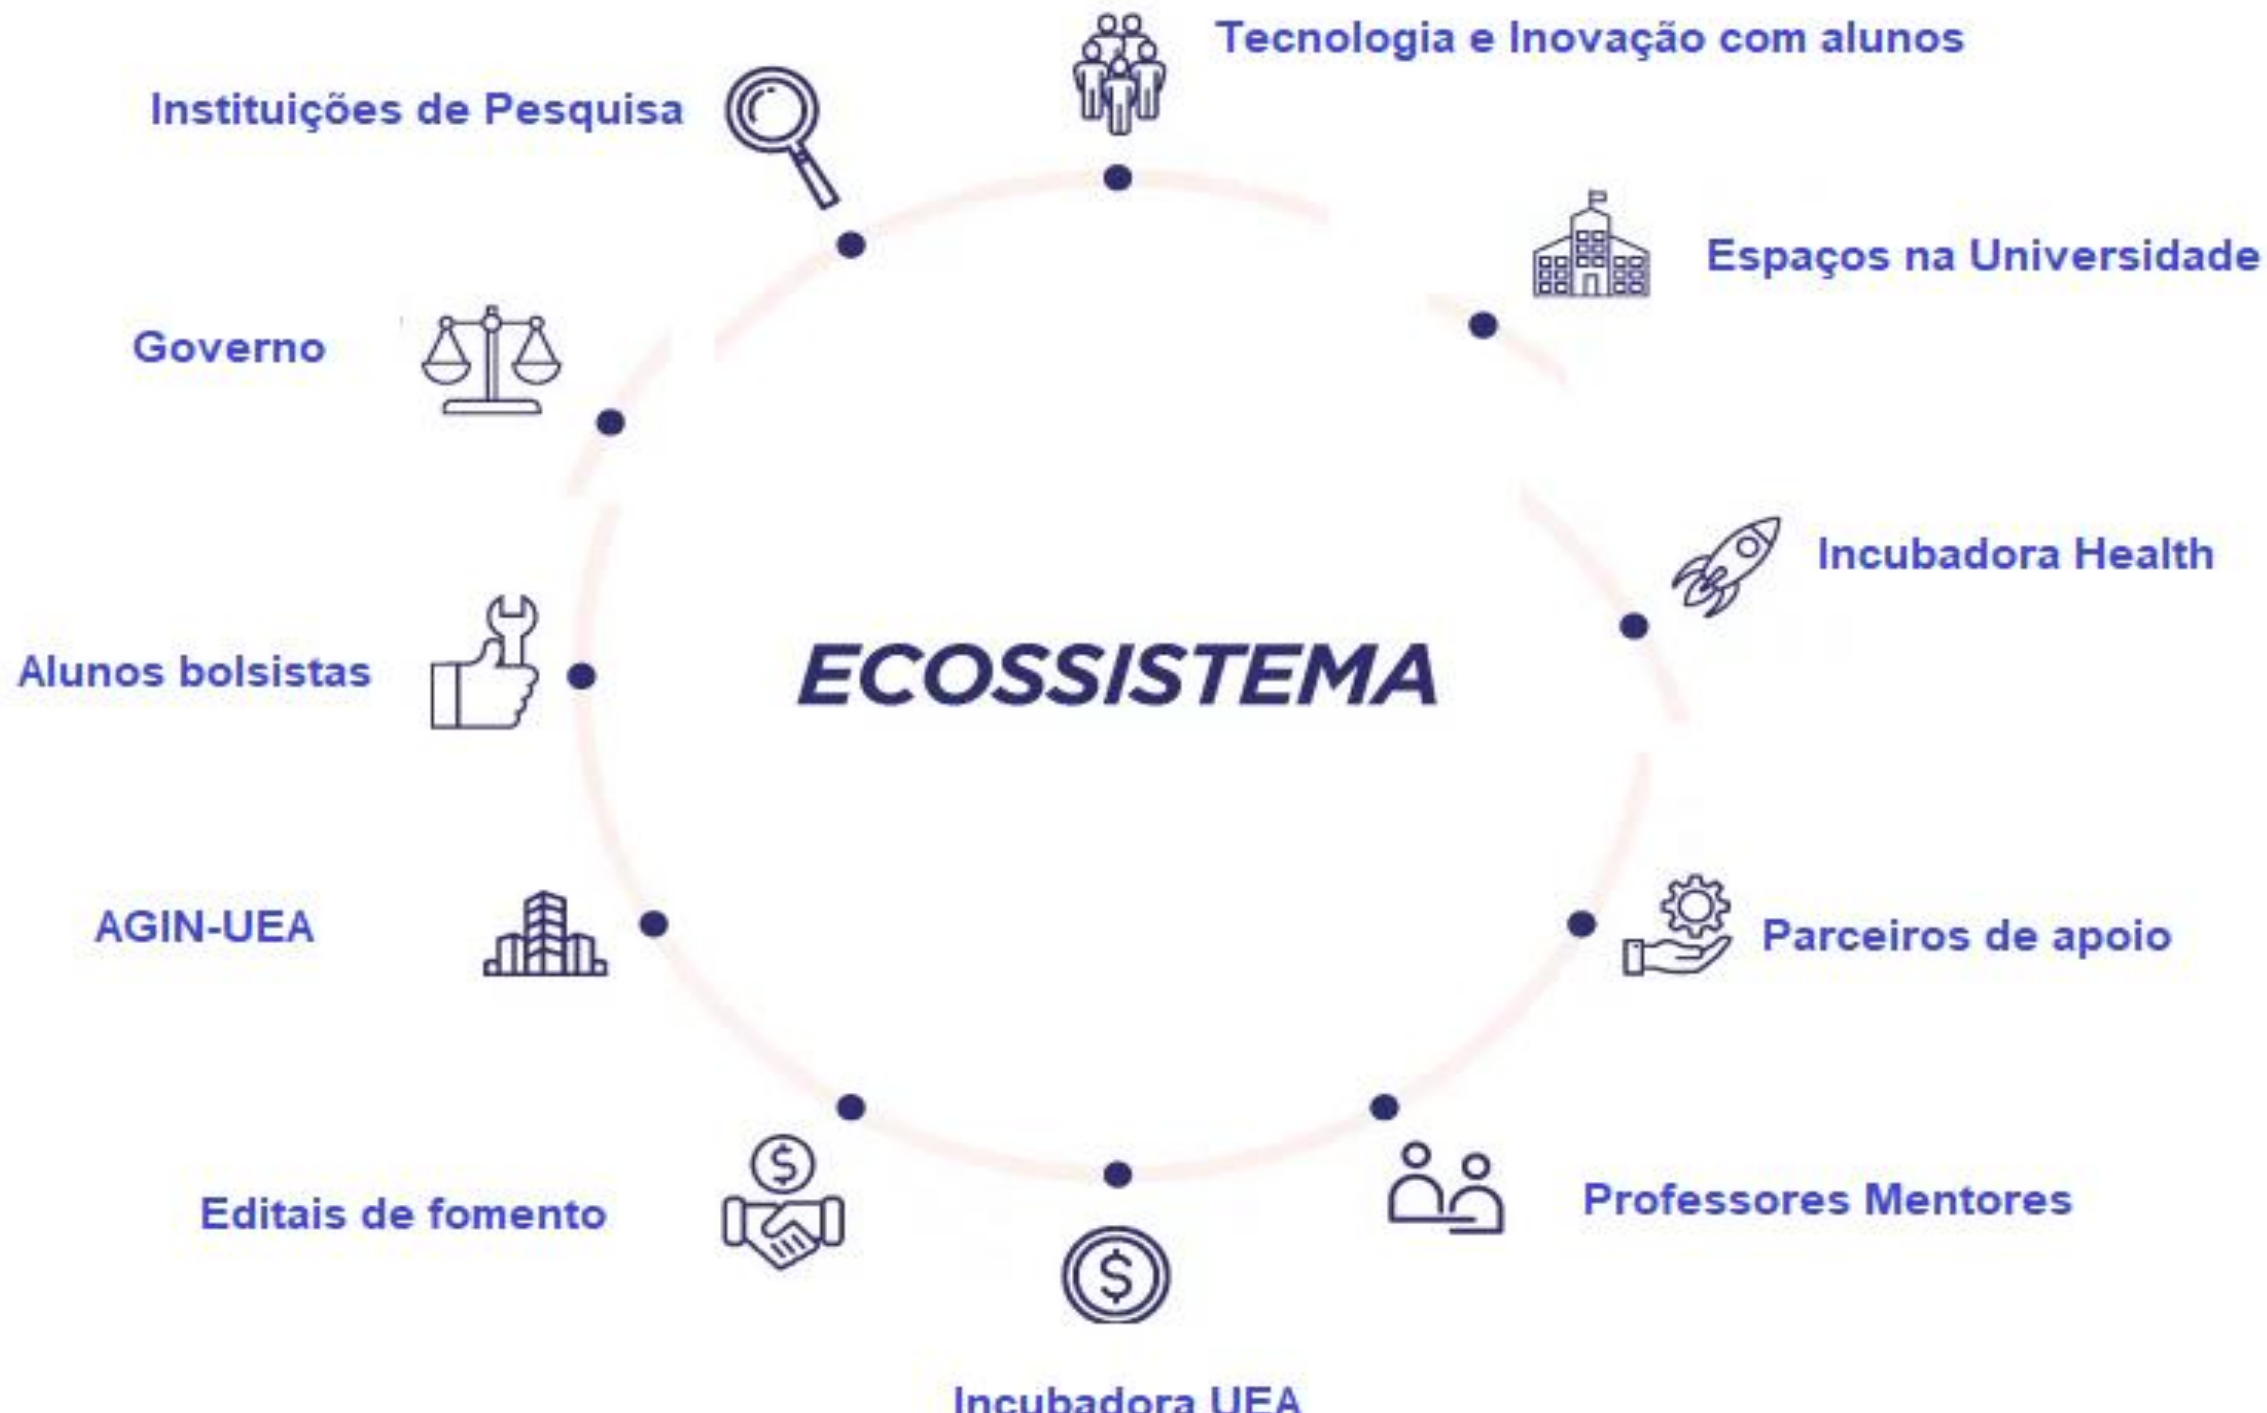 Tecnologia e Inovação com alunos
Instituições de Pesquisa
Espaços na Universidade
Governo
Incubadora Health
ECOSSISTEMA
Alunos bolsistas
AGIN-UEA
Parceiros de apoio
Editais de fomento
Professores Mentores
Incubadora UEA